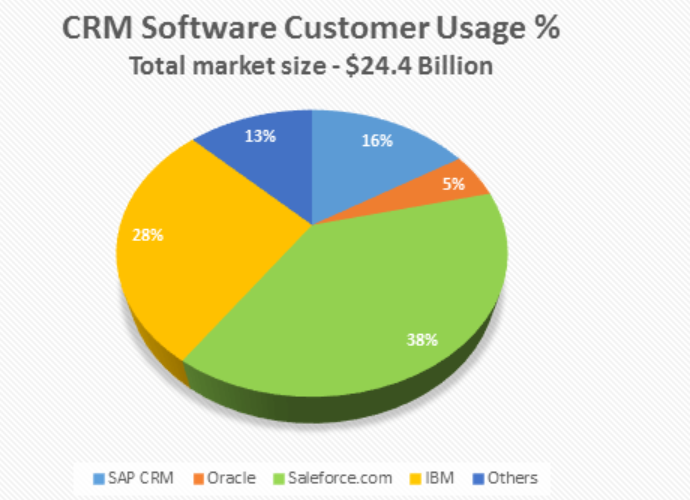 CRM Software Customer Usage %
Total market size - $24.4 Billion
13%
16%
5%
28%
38%
SAP CRM Oracle Saleforce.com IBM Others